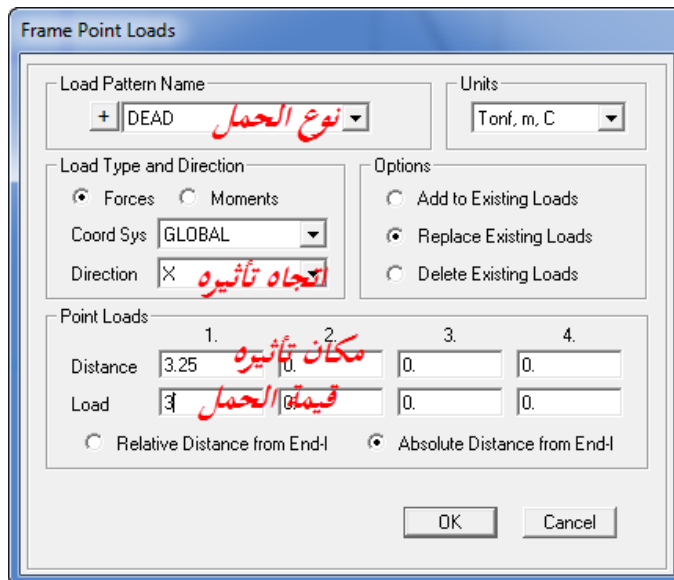 Frame Point Loads
Load Pattern Name
+ DEAD نوع الحمل
Units
Tonf, m, C
Load Type and Direction
Forces Moments
Coord Sys GLOBAL
Direction X اتجاه تأثيره
Options
Add to Existing Loads
Replace Existing Loads
Delete Existing Loads
Point Loads
1. 2. 3. 4.
Distance 3.25 0. 0. 0.
مكان تأثيره
Load 3 0. 0. 0.
قيمة الحمل
Relative Distance from End-I Absolute Distance from End-I
OK Cancel